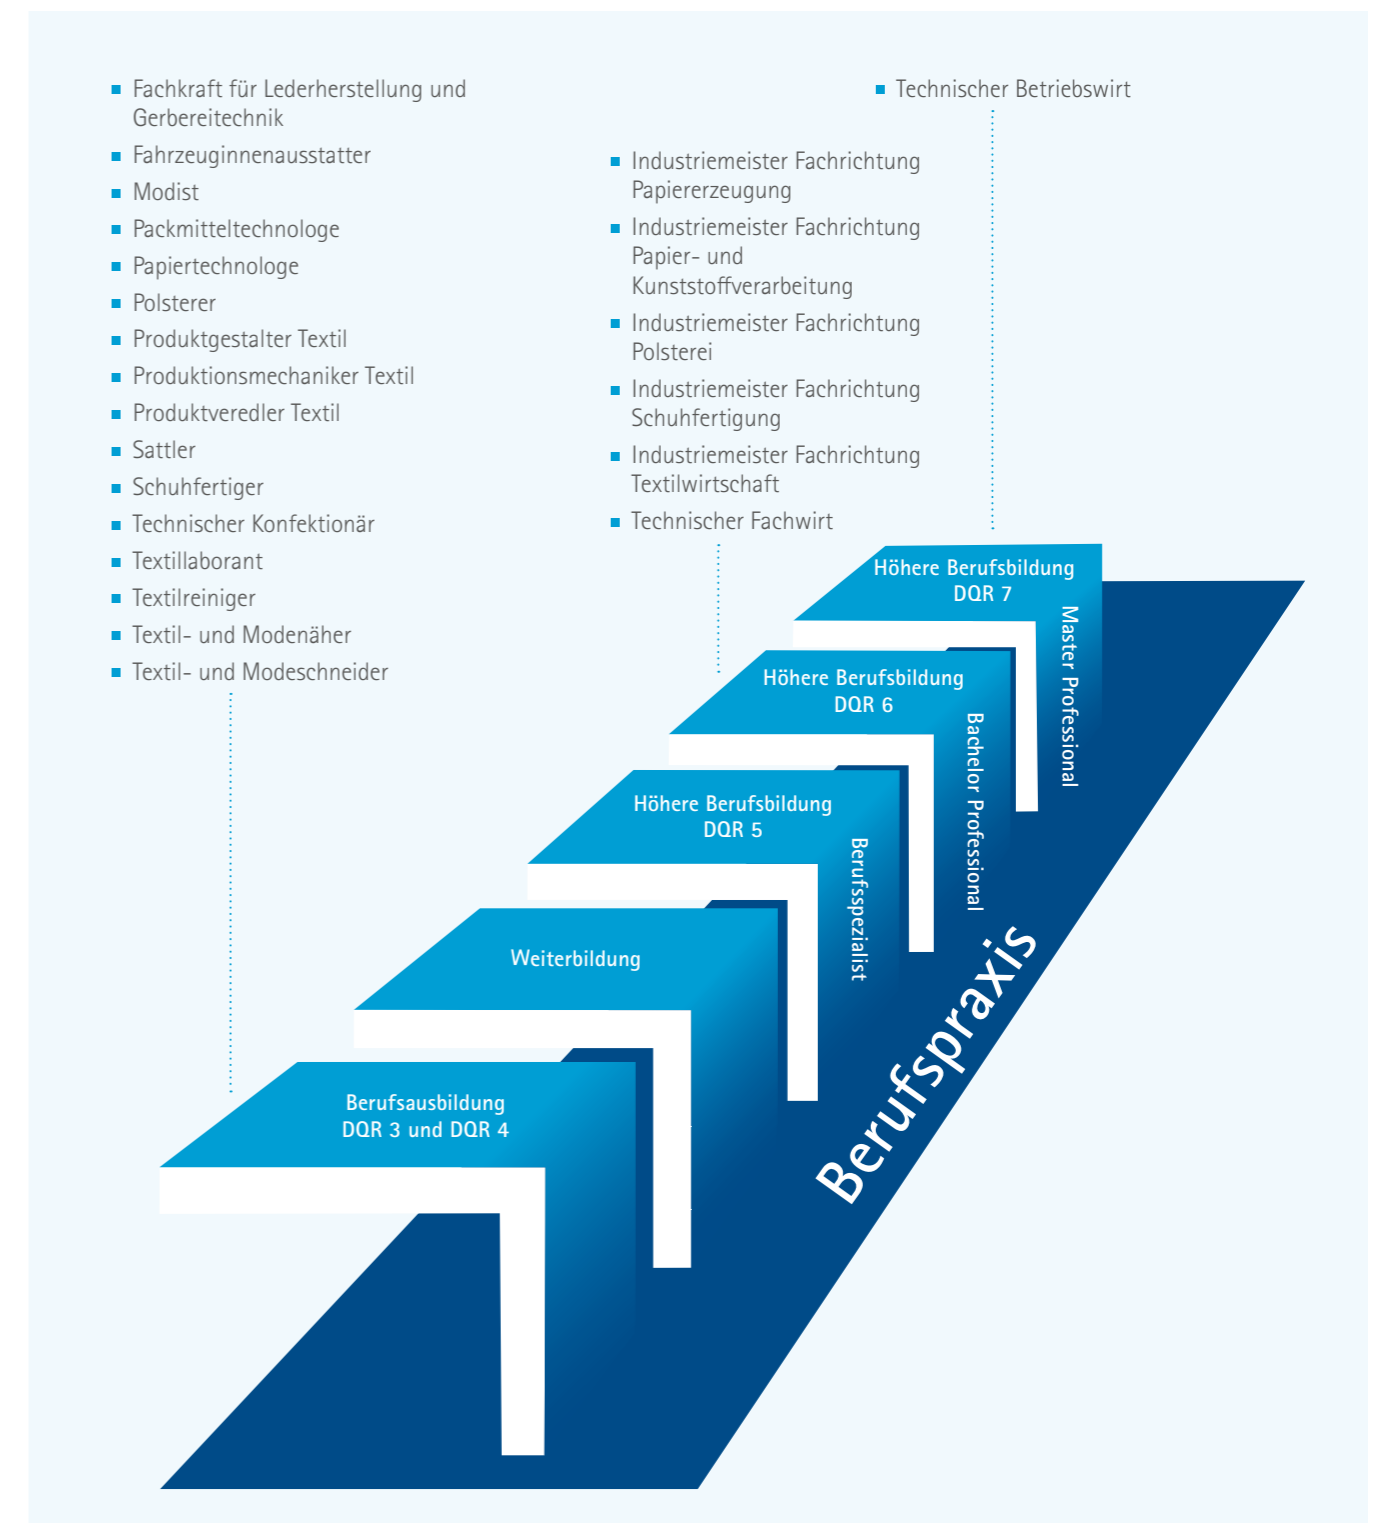 Fachkraft für Lederherstellung und
Gerbereitechnik
Fahrzeuginnenausstatter
Modist
Packmitteltechnologe
Papiertechnologe
Polsterer
Produktgestalter Textil
Produktionsmechaniker Textil
Produktveredler Textil
Sattler
Schuhfertiger
Technischer Konfektionär
Textillaborant
Textilreiniger
Textil- und Modenäher
Textil- und Modeschneider
Industriemeister Fachrichtung
Papiererzeugung
Industriemeister Fachrichtung
Papier- und
Kunststoffverarbeitung
Industriemeister Fachrichtung
Polsterei
Industriemeister Fachrichtung
Schuhfertigung
Industriemeister Fachrichtung
Textilwirtschaft
Technischer Fachwirt
Technischer Betriebswirt
Höhere Berufsbildung
DQR 7
Master Professional
Höhere Berufsbildung
DQR 6
Bachelor Professional
Höhere Berufsbildung
DQR 5
Berufsspezialist
Weiterbildung
Berufsausbildung
DQR 3 und DQR 4
Berufspraxis